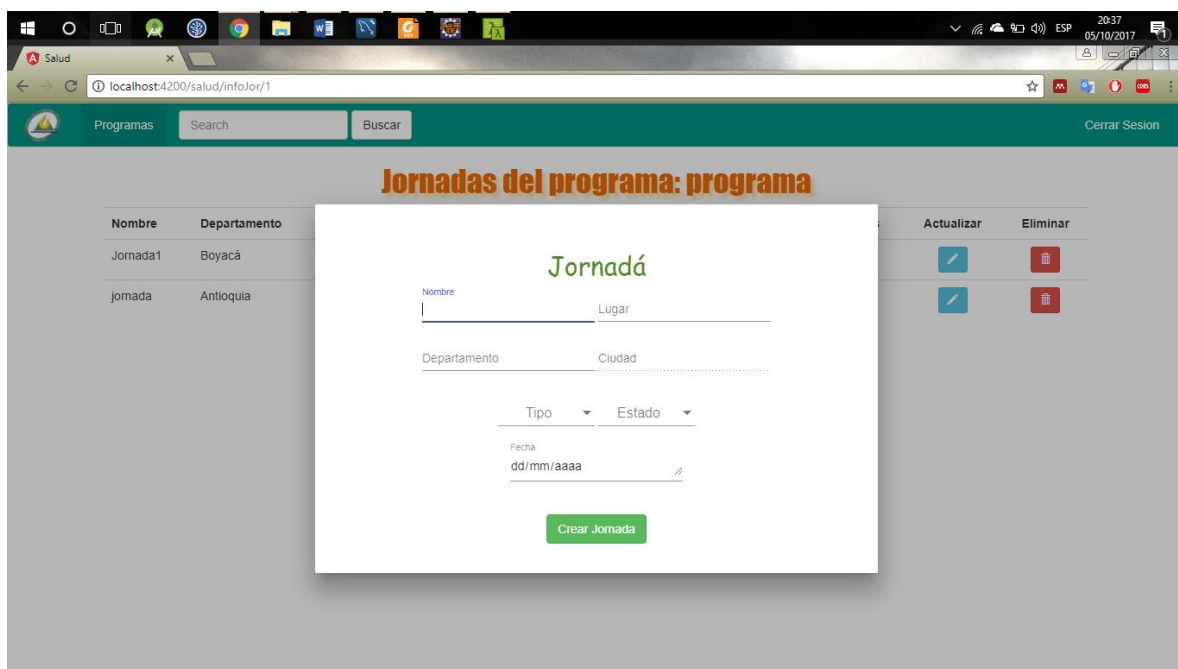 ESP
20:37
05/10/2017
Salud
localhost:4200/salud/infoJor/1
CORS
Programas
Search
Buscar
Cerrar Sesion
Jornadas del programa: programa
Nombre
Departamento
Actualizar
Eliminar
Jornada1
Boyacá
jornada
Antioquia
Jornadá
Nombre
Lugar
Departamento
Ciudad
Tipo
Estado
Fecha
dd/mm/aaaa
Crear Jornada